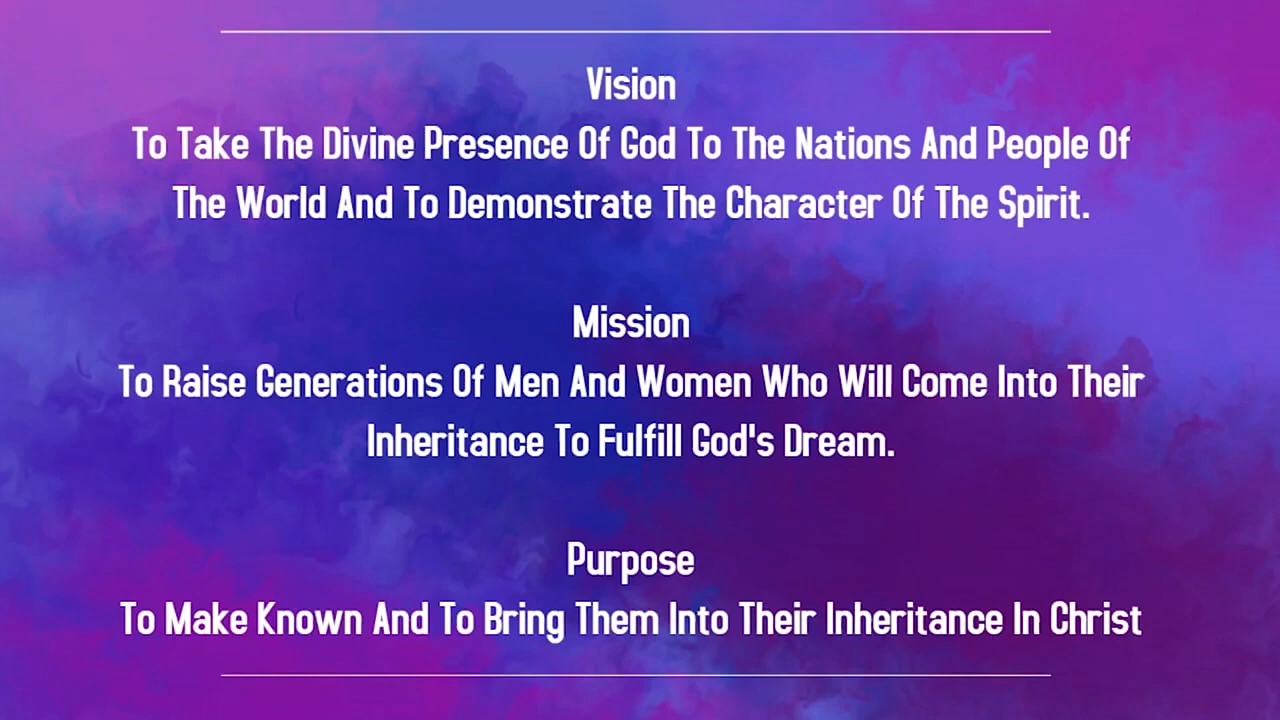 Vision
To Take The Divine Presence Of God To The Nations And People Of
The World And To Demonstrate The Character Of The Spirit.
Mission
To Raise Generations Of Men And Women Who Will Come Into Their
Inheritance To Fulfill God's Dream.
Purpose
To Make Known And To Bring Them Into Their Inheritance In Christ